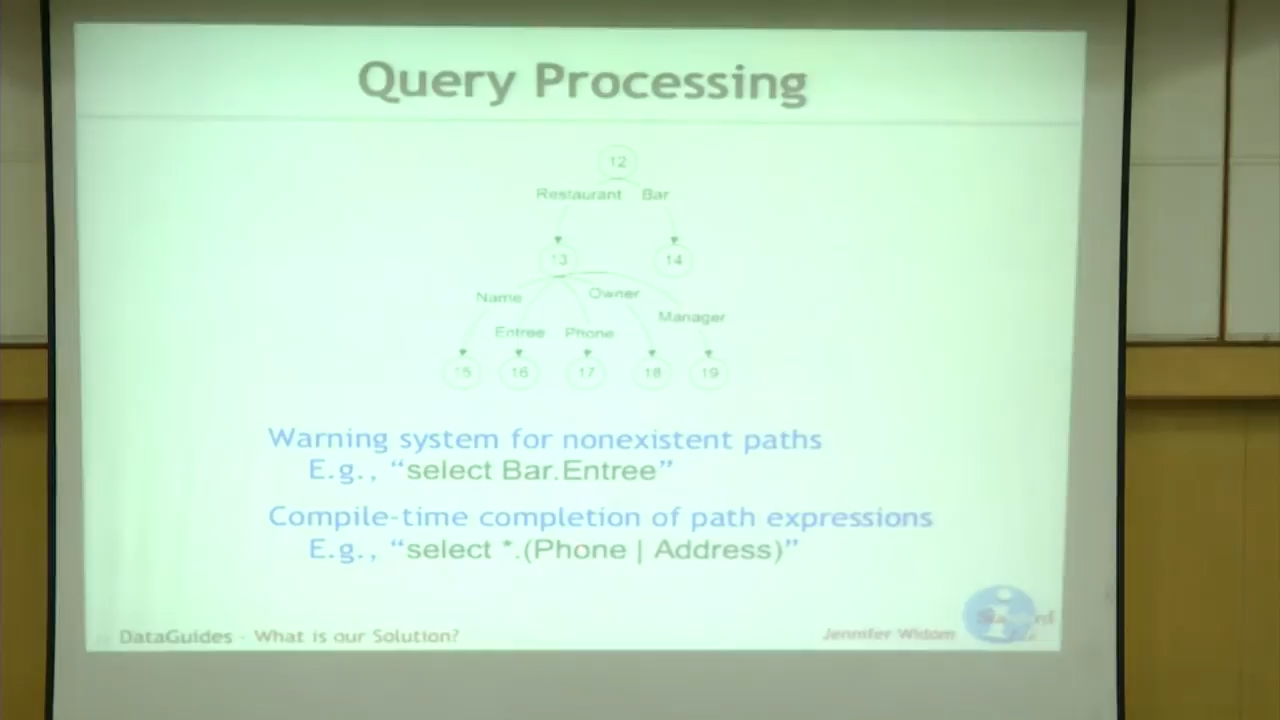 Query Processing
12
Restaurant Bar
13 14
Name Owner
Manager
Entree Phone
15 16 17 18 19
Warning system for nonexistent paths
E.g., “select Bar.Entree”
Compile-time completion of path expressions
E.g., “select *.(Phone | Address)”
DataGuides - What is our Solution?
Jennifer Widom